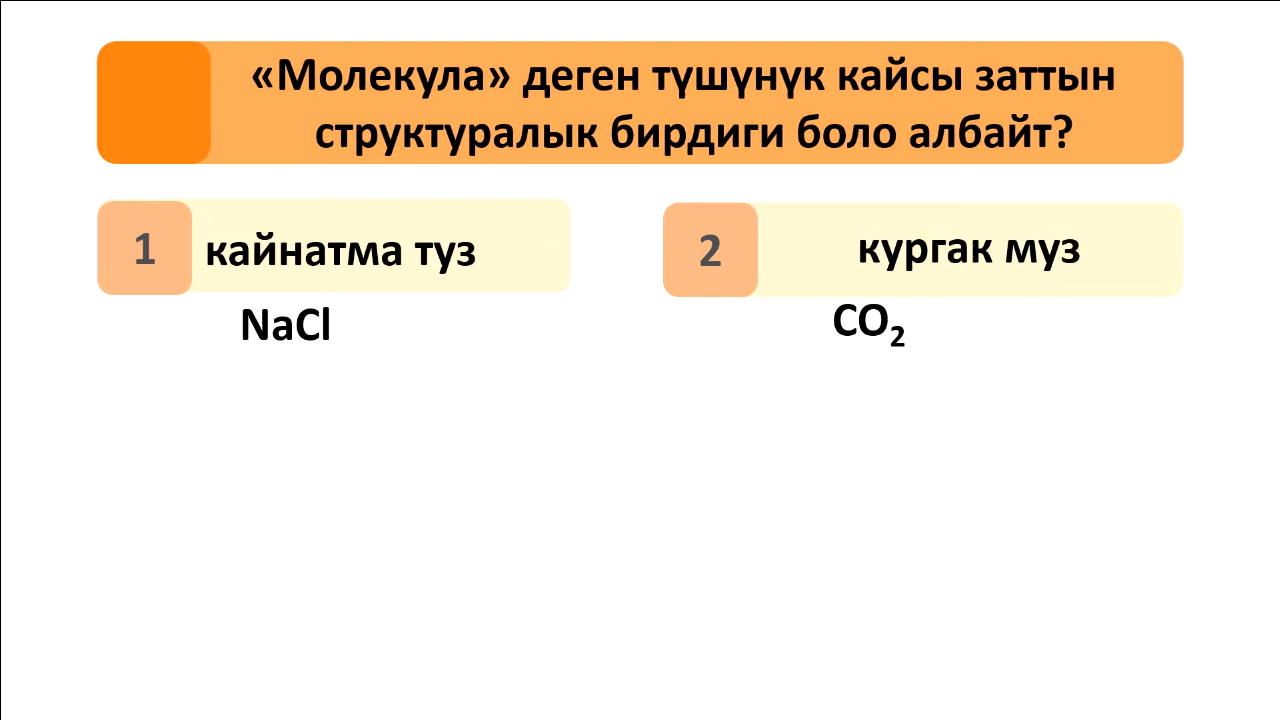 «Молекула» деген түшүнүк кайсы заттын
структуралык бирдиги боло албайт?
1 кайнатма туз
2 кургак муз
NaCl
CO₂